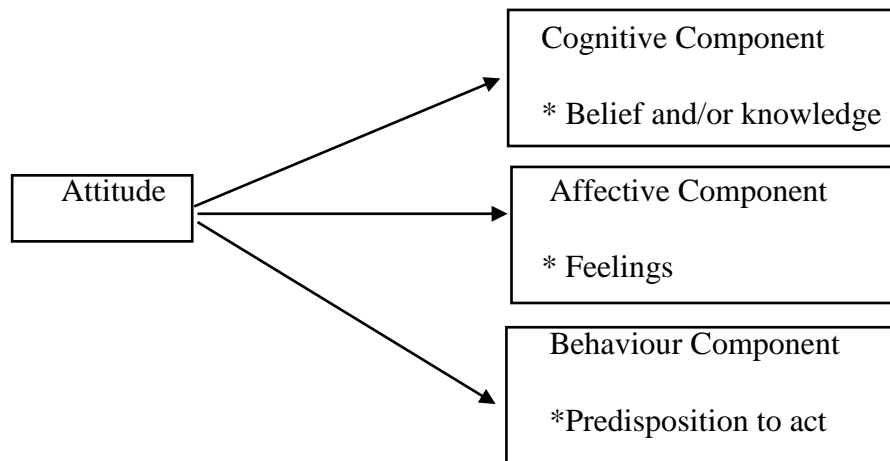 Cognitive Component
* Belief and/or knowledge
Attitude
Affective Component
* Feelings
Behaviour Component
*Predisposition to act